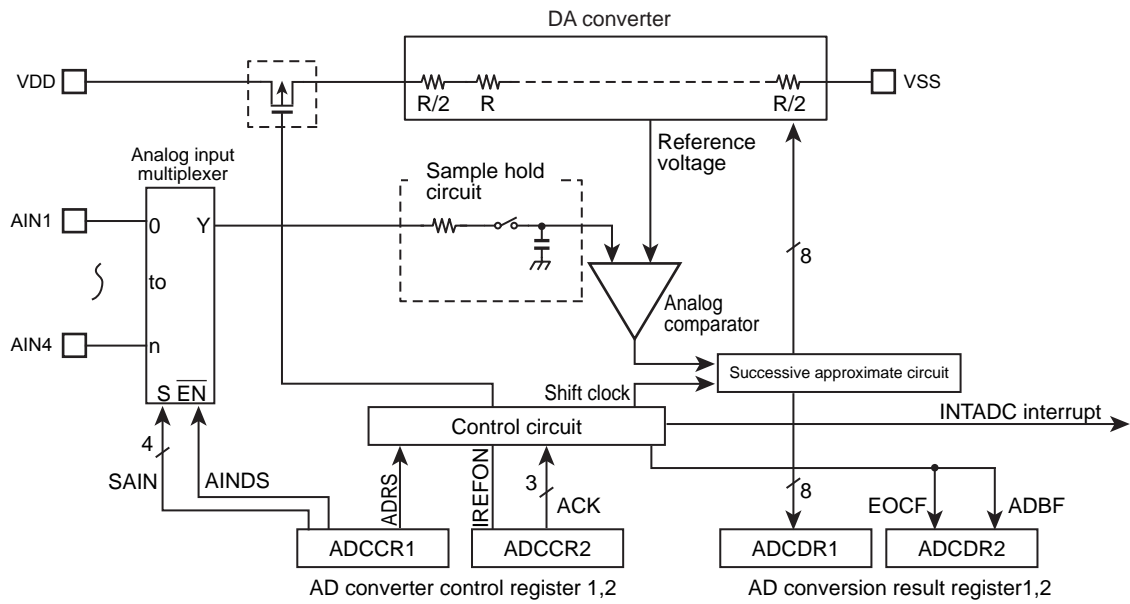 DA converter
VDD
R/2
R
R/2
VSS
Reference
voltage
Analog input
multiplexer
Sample hold
circuit
AIN1
0
Y
to
8
Analog
comparator
AIN4
n
S EN
Successive approximate circuit
Shift clock
INTADC interrupt
Control circuit
4
SAIN
AINDS
ADRS
IREFON
3
ACK
8
EOCF
ADBF
ADCCR1
ADCCR2
ADCDR1
ADCDR2
AD converter control register 1,2
AD conversion result register1,2